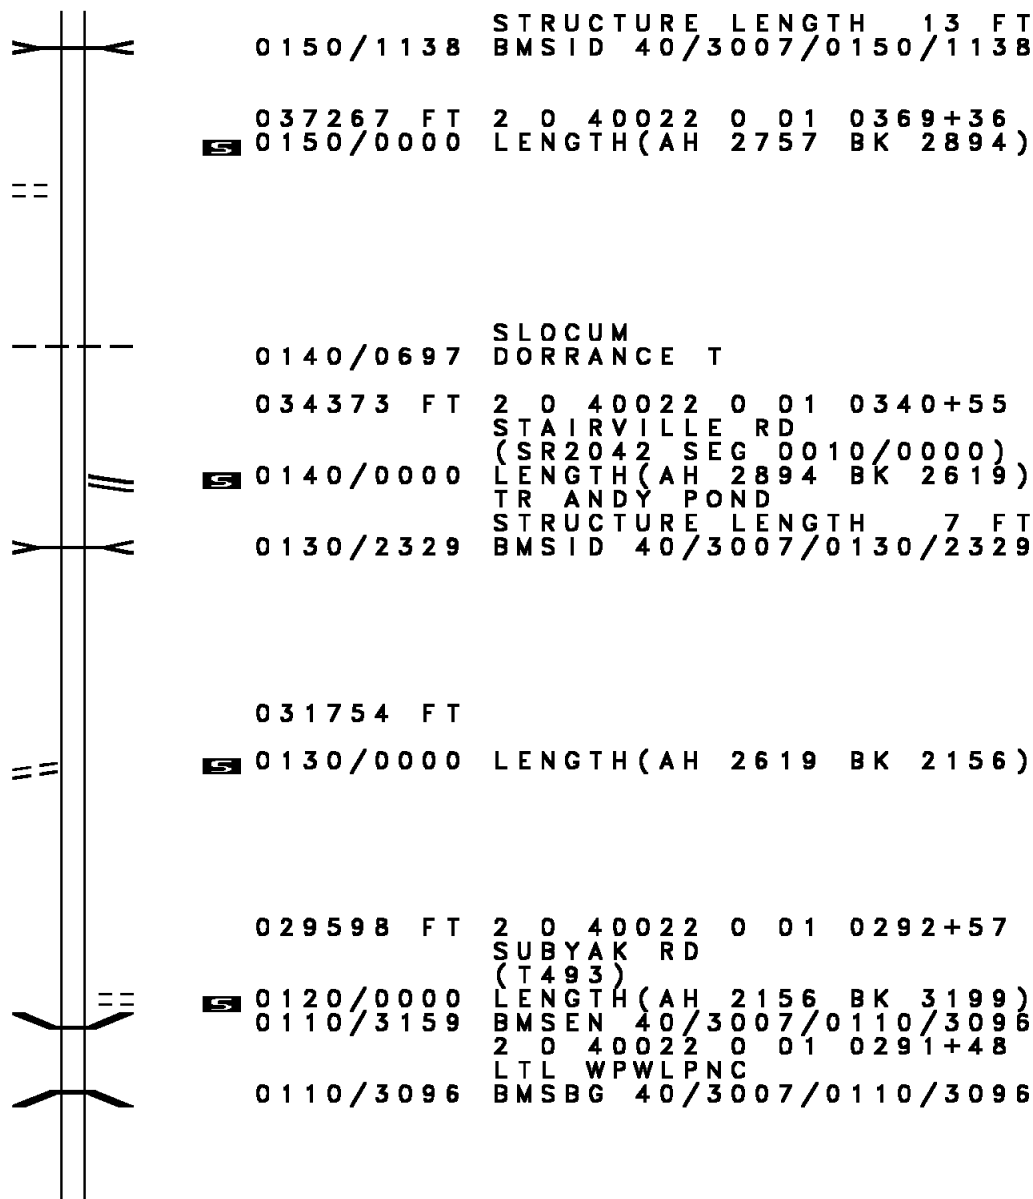 STRUCTURE LENGTH 13 FT
0150/1138 BMSID 40/3007/0150/1138
037267 FT 2 0 40022 0 01 0369+36
S 0150/0000 LENGTH(AH 2757 BK 2894)
SLOCUM
0140/0697 DORRANCE T
034373 FT 2 0 40022 0 01 0340+55
STAIRVILLE RD
(SR2042 SEG 0010/0000)
S 0140/0000 LENGTH(AH 2894 BK 2619)
TR ANDY POND
STRUCTURE LENGTH 7 FT
0130/2329 BMSID 40/3007/0130/2329
031754 FT
S 0130/0000 LENGTH(AH 2619 BK 2156)
029598 FT 2 0 40022 0 01 0292+57
SUBYAK RD
(T493)
S 0120/0000 LENGTH(AH 2156 BK 3199)
0110/3159 BMSEN 40/3007/0110/3096
2 0 40022 0 01 0291+48
LTL WPWLPNC
0110/3096 BMSBG 40/3007/0110/3096